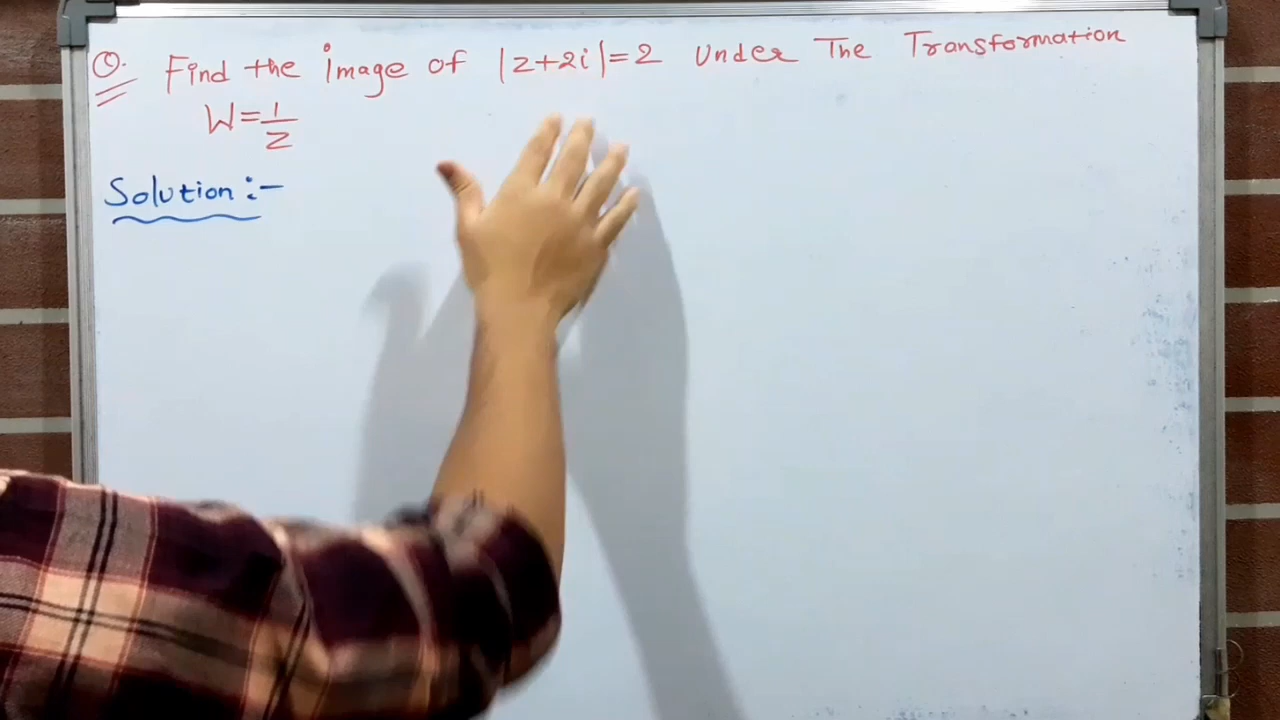 Q. Find the image of |z+2i|=2 Under The Transformation
W=1/z
Solution:-